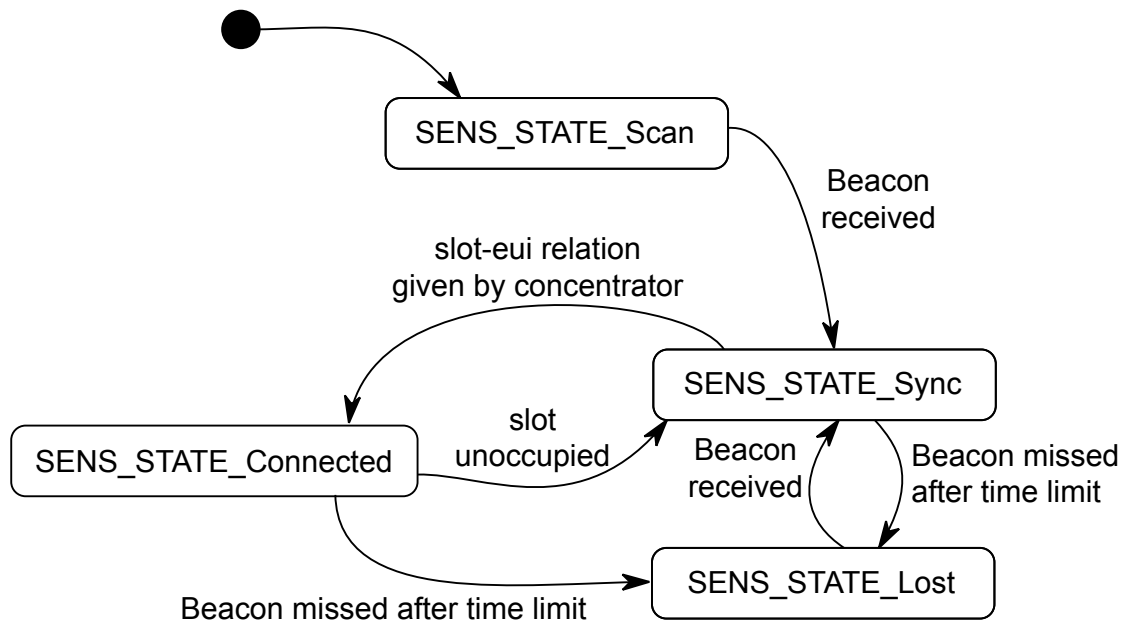 SENS_STATE_Scan
Beacon
received
slot-eui relation
given by concentrator
SENS_STATE_Sync
slot
unoccupied
SENS_STATE_Connected
Beacon
received
Beacon missed
after time limit
SENS_STATE_Lost
Beacon missed after time limit